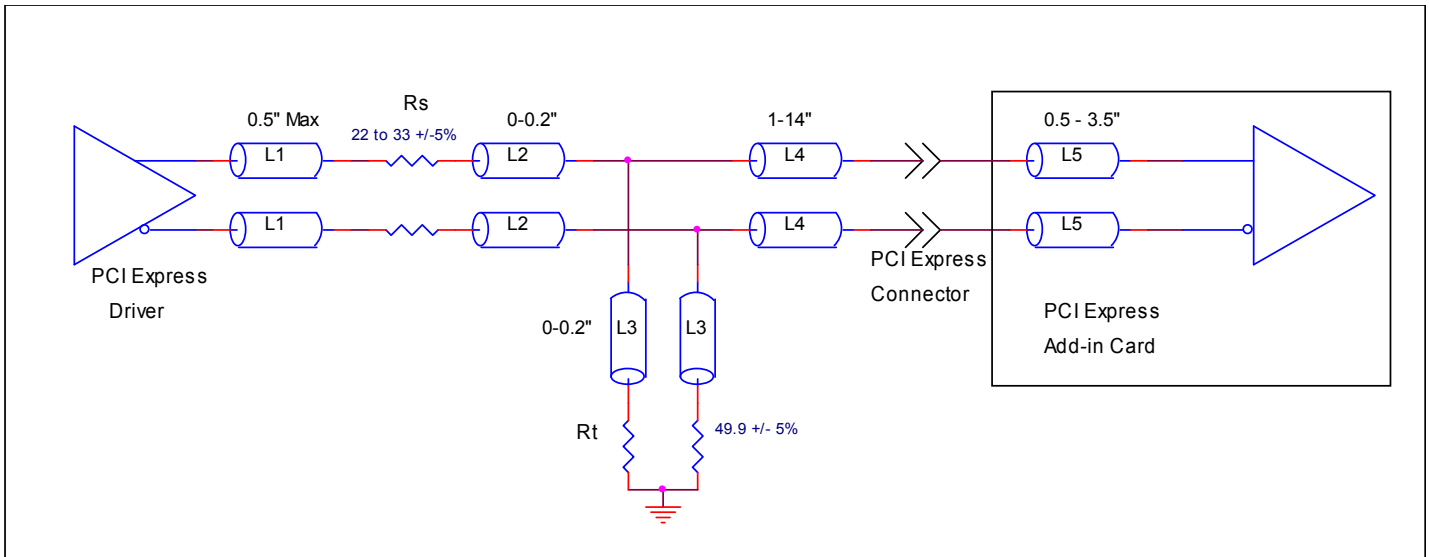 Rs
0.5" Max
22 to 33 +/-5%
0-0.2"
1-14"
0.5 - 3.5"
L1
L2
L4
L5
L1
L2
L4
L5
PCI Express
Driver
PCI Express
Connector
0-0.2"
L3
L3
PCI Express
Add-in Card
Rt
49.9 +/- 5%